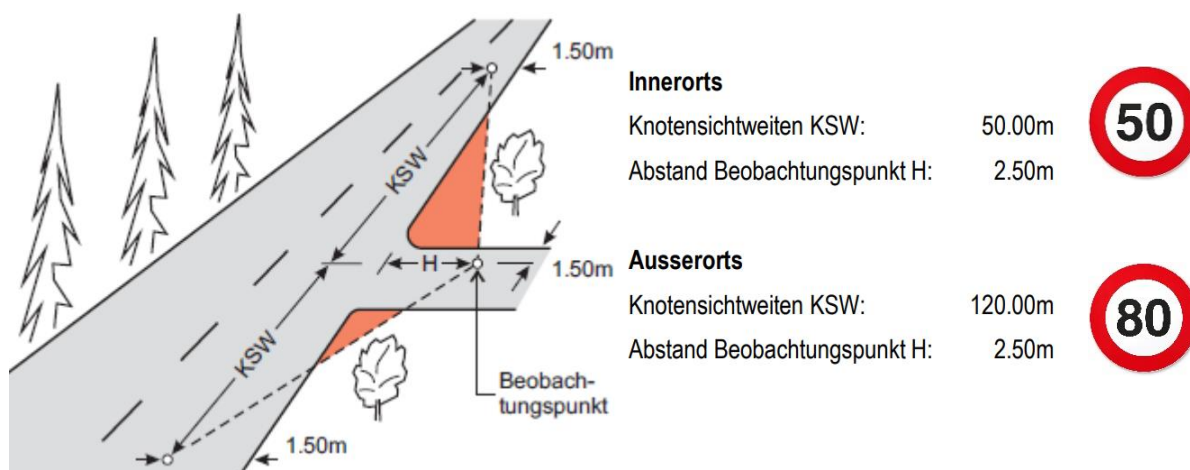 1.50m
KSW
H
1.50m
KSW
Beobach-
tungspunkt
1.50m
Innerorts
Knotensichtweiten KSW: 50.00m
Abstand Beobachtungspunkt H: 2.50m
50
Ausserorts
Knotensichtweiten KSW: 120.00m
Abstand Beobachtungspunkt H: 2.50m
80